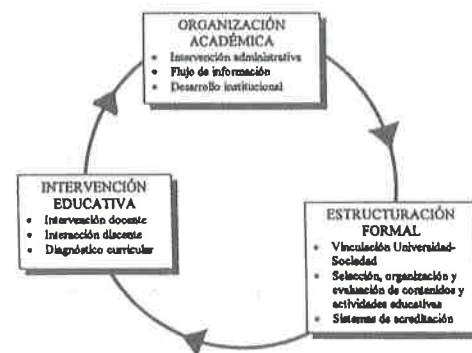 ORGANIZACIÓN
ACADÉMICA
• Intervención administrativa
• Flujo de información
• Desarrollo institucional
INTERVENCIÓN
EDUCATIVA
• Intervención docente
• Interacción discente
• Diagnóstico curricular
ESTRUCTURACIÓN
FORMAL
• Vinculación Universidad-
Sociedad
• Selección, organización y
evaluación de contenidos y
actividades educativas
• Sistemas de acreditación